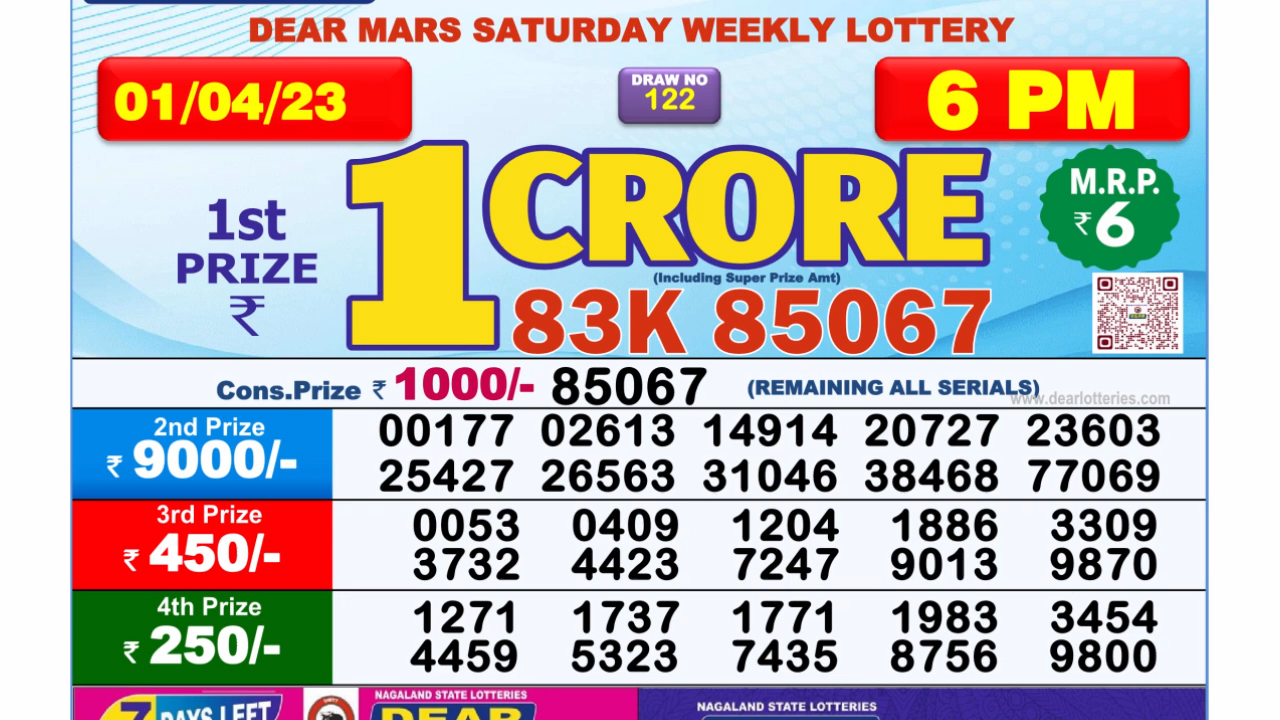 DEAR MARS SATURDAY WEEKLY LOTTERY
01/04/23
DRAW NO
122
6 PM
1st
PRIZE
₹
1 CRORE
(Including Super Prize Amt)
83K 85067
M.R.P.
₹6
Cons.Prize ₹ 1000/- 85067 (REMAINING ALL SERIALS)
www.dearlotteries.com
2nd Prize
₹ 9000/-
00177 02613 14914 20727 23603
25427 26563 31046 38468 77069
3rd Prize
₹ 450/-
0053 0409 1204 1886 3309
3732 4423 7247 9013 9870
4th Prize
₹ 250/-
1271 1737 1771 1983 3454
4459 5323 7435 8756 9800
7 DAYS LEFT
NAGALAND STATE LOTTERIES
DEAR
NAGALAND STATE LOTTERIES